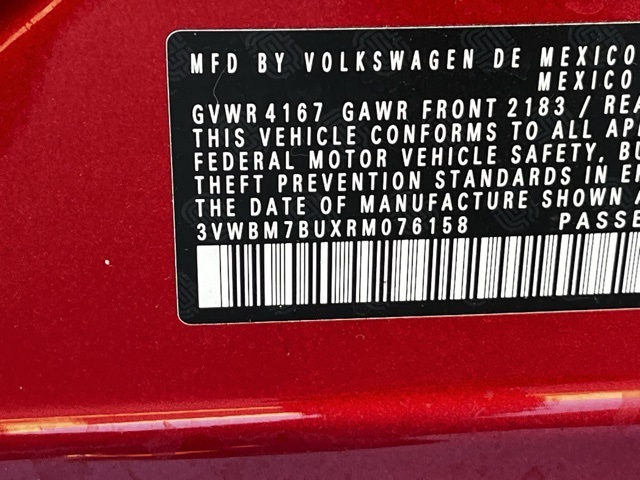 MFD BY VOLKSWAGEN DE MEXICO
MEXICO
GVWR 4167 GAWR FRONT 2183 /
THIS VEHICLE CONFORMS TO ALL
FEDERAL MOTOR VEHICLE SAFETY,
THEFT PREVENTION STANDARDS IN
THE DATE OF MANUFACTURE SHOWN
3VWBM7BUXRM076158